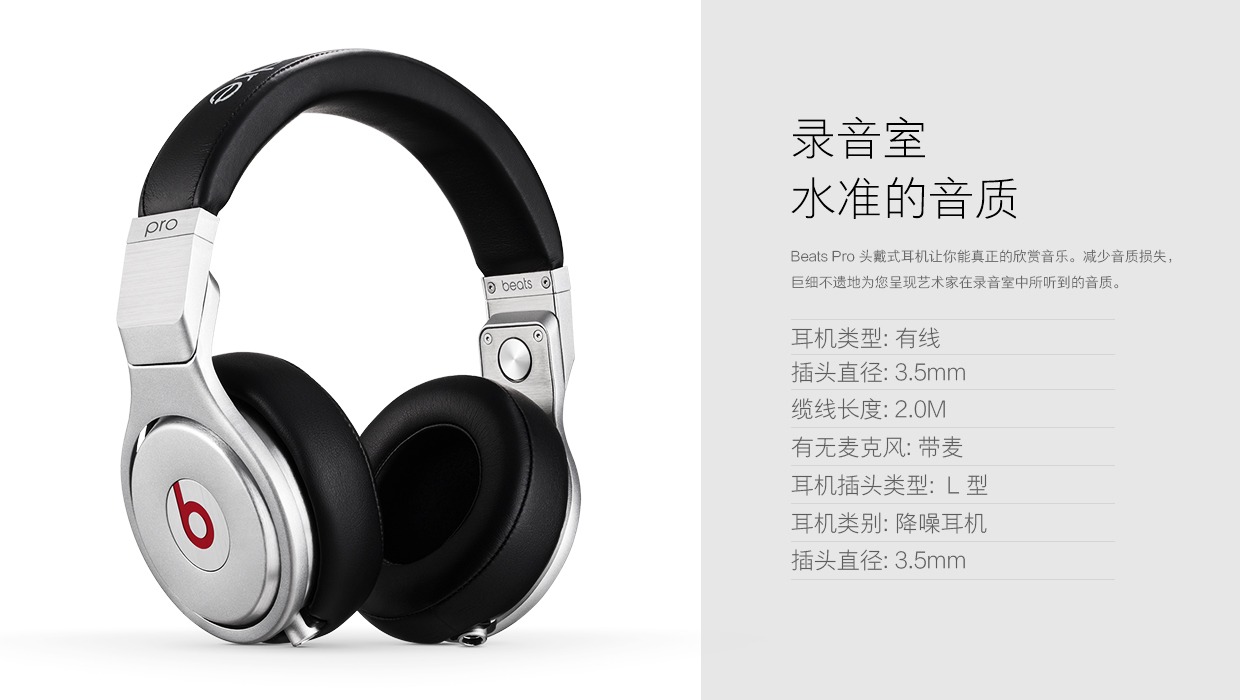 pro
beats
录音室
水准的音质
Beats Pro 头戴式耳机让你能真正的欣赏音乐。减少音质损失，
巨细不遗地为您呈现艺术家在录音室中所听到的音质。
耳机类型: 有线
插头直径: 3.5mm
缆线长度: 2.0M
有无麦克风: 带麦
耳机插头类型: L 型
耳机类别: 降噪耳机
插头直径: 3.5mm